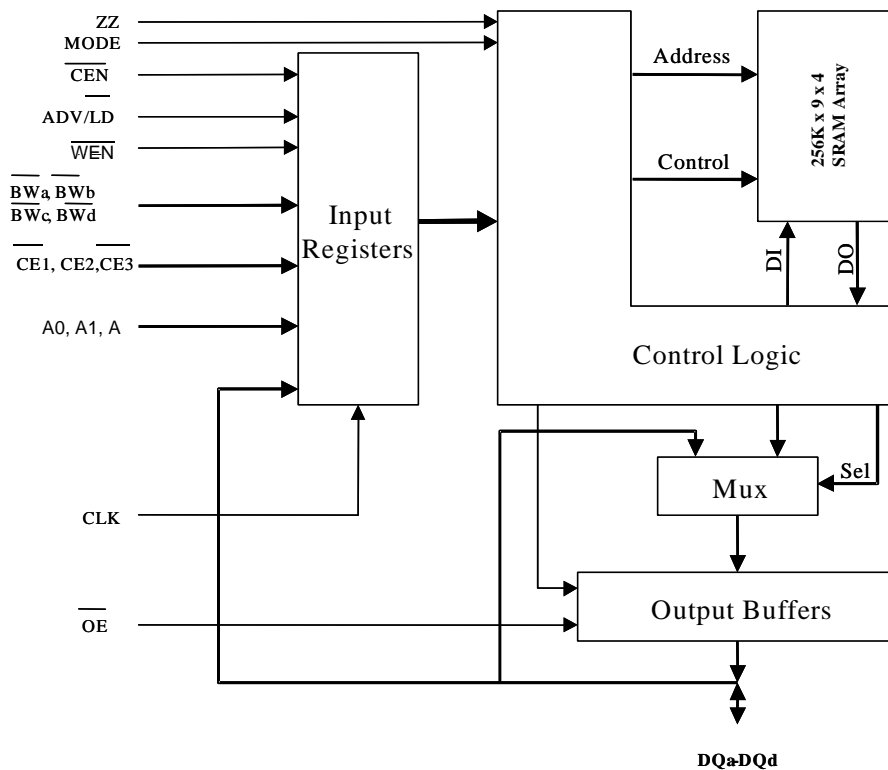 ZZ
MODE
CEN
ADV/LD
WEN
BWa, BWb
BWc, BWd
CE1, CE2,CE3
A0, A1, A
CLK
OE
Input
Registers
Address
Control
256K x 9 x 4
SRAM Array
DI
DO
Control Logic
Sel
Mux
Output Buffers
DQa-DQd